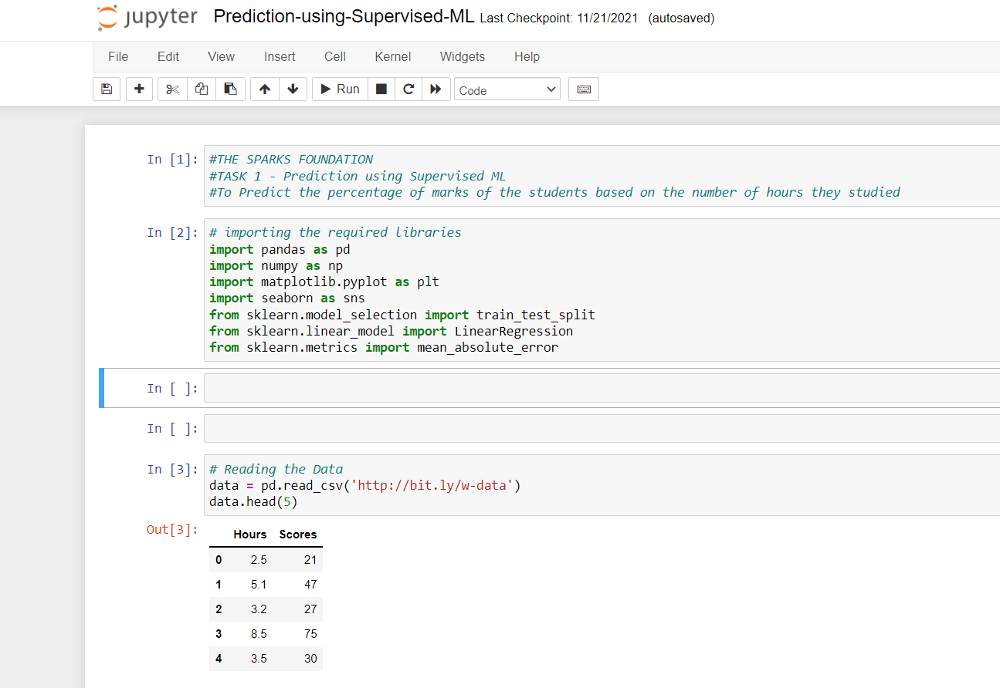 jupyter Prediction-using-Supervised-ML Last Checkpoint: 11/21/2021 (autosaved)
File Edit View Insert Cell Kernel Widgets Help
Run Code
In [1]: #THE SPARKS FOUNDATION
#TASK 1 - Prediction using Supervised ML
#To Predict the percentage of marks of the students based on the number of hours they studied
In [2]: # importing the required libraries
import pandas as pd
import numpy as np
import matplotlib.pyplot as plt
import seaborn as sns
from sklearn.model_selection import train_test_split
from sklearn.linear_model import LinearRegression
from sklearn.metrics import mean_absolute_error
In [ ]:
In [ ]:
In [3]: # Reading the Data
data = pd.read_csv('http://bit.ly/w-data')
data.head(5)
Out[3]:
Hours Scores
0 2.5 21
1 5.1 47
2 3.2 27
3 8.5 75
4 3.5 30